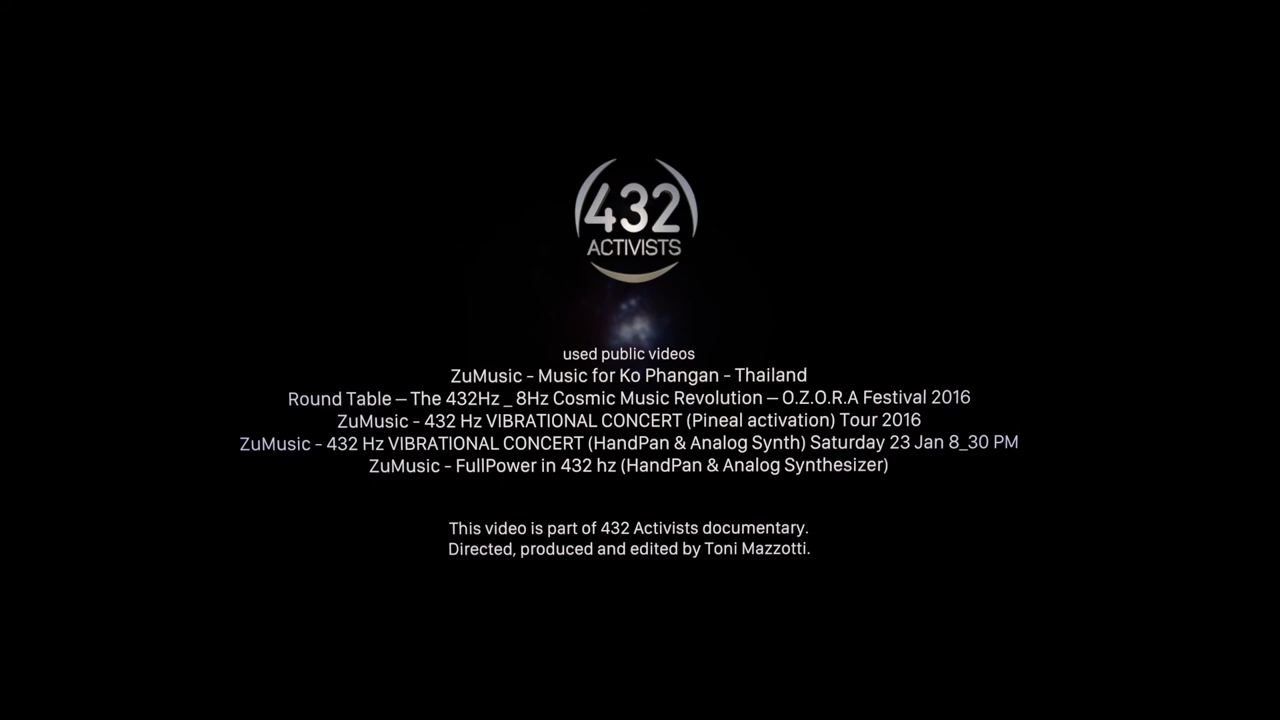 432
ACTIVISTS
used public videos
ZuMusic - Music for Ko Phangan - Thailand
Round Table – The 432Hz _ 8Hz Cosmic Music Revolution – O.Z.O.R.A Festival 2016
ZuMusic - 432 Hz VIBRATIONAL CONCERT (Pineal activation) Tour 2016
ZuMusic - 432 Hz VIBRATIONAL CONCERT (HandPan & Analog Synth) Saturday 23 Jan 8_30 PM
ZuMusic - FullPower in 432 hz (HandPan & Analog Synthesizer)
This video is part of 432 Activists documentary.
Directed, produced and edited by Toni Mazzotti.